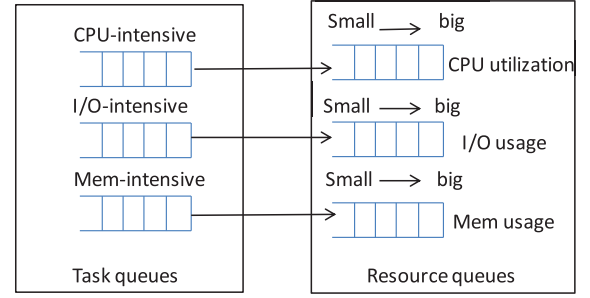 CPU-intensive
I/O-intensive
Mem-intensive
Task queues
Small big
CPU utilization
Small big
I/O usage
Small big
Mem usage
Resource queues